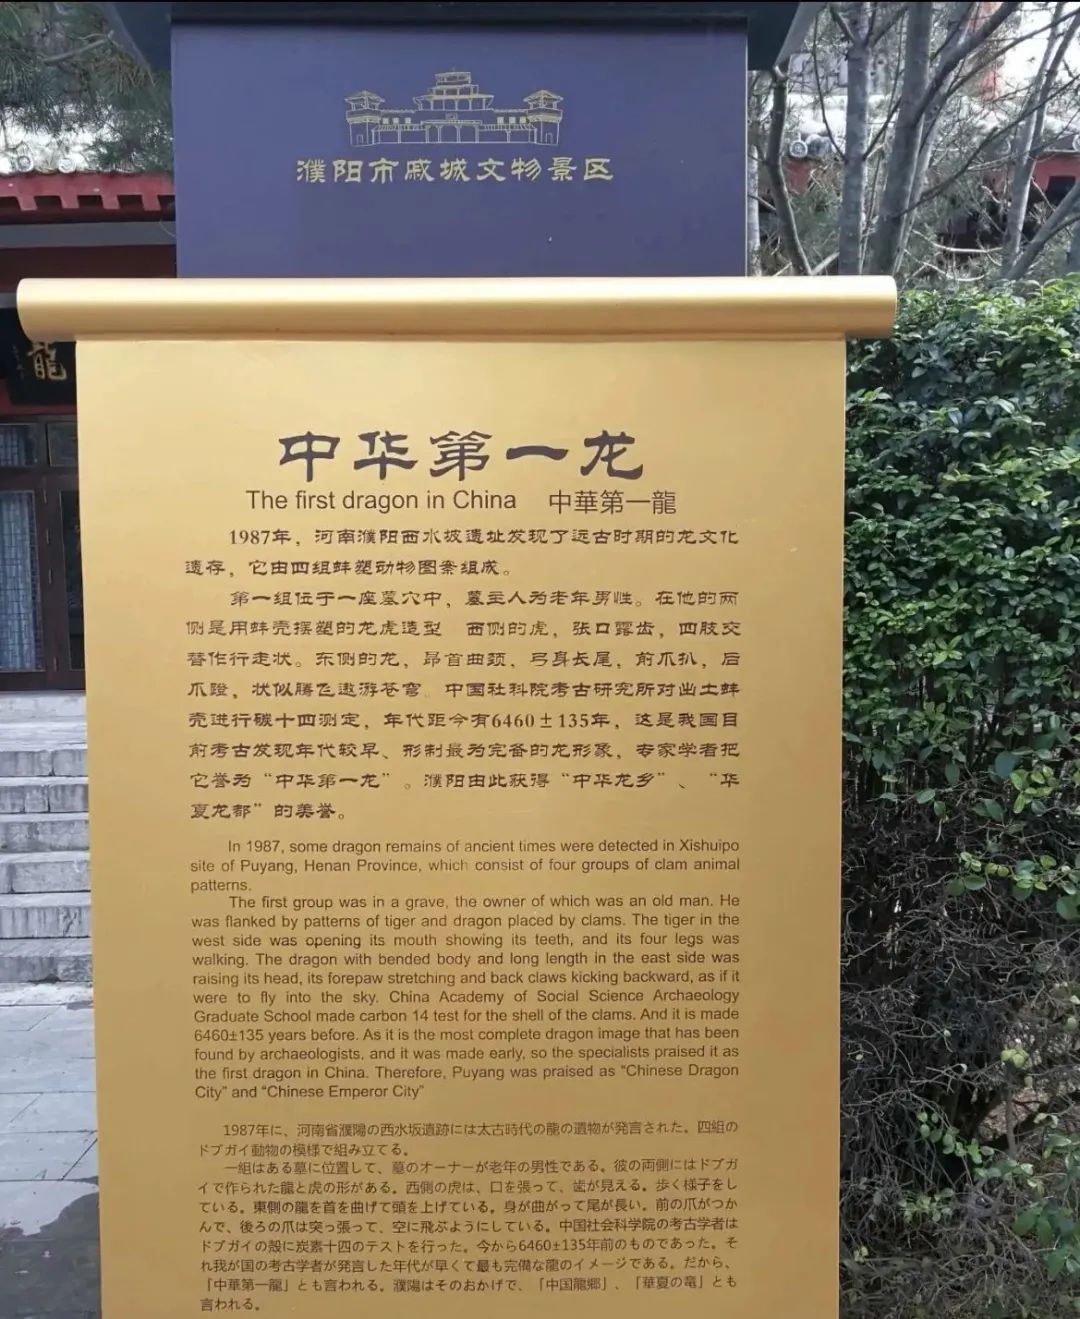 濮阳市戚城文物景区
龍
中华第一龙
The first dragon in China 中華第一龍
1987年，河南濮阳西水坡遗址发现了远古时期的龙文化
遗存，它由四组蚌塑动物图案组成。
第一组位于一座墓穴中，墓主人为老年男性。在他的两
侧是用蚌壳摆塑的龙虎造型 西侧的虎，张口露齿，四肢交
替作行走状。东侧的龙，昂首曲颈、弓身长尾，前爪扒，后
爪蹬，状似腾飞遨游苍穹。中国社科院考古研究所对出土蚌
壳进行碳十四测定，年代距今有6460±135年，这是我国目
前考古发现年代较早、形制最为完备的龙形象，专家学者把
它誉为“中华第一龙”。濮阳由此获得“中华龙乡”、“华
夏龙都”的美誉。
In 1987, some dragon remains of ancient times were detected in Xishuipo
site of Puyang, Henan Province, which consist of four groups of clam animal
patterns.
The first group was in a grave, the owner of which was an old man. He
was flanked by patterns of tiger and dragon placed by clams. The tiger in the
west side was opening its mouth showing its teeth, and its four legs was
walking. The dragon with bended body and long length in the east side was
raising its head, its forepaw stretching and back claws kicking backward, as if it
were to fly into the sky. China Academy of Social Science Archaeology
Graduate School made carbon 14 test for the shell of the clams. And it is made
6460±135 years before. As it is the most complete dragon image that has been
found by archaeologists, and it was made early, so the specialists praised it as
the first dragon in China. Therefore, Puyang was praised as “Chinese Dragon
City” and “Chinese Emperor City”
1987年に、河南省濮陽の西水坂遺跡には太古時代の龍の遺物が発言された。四組の
ドブガイ動物の模様で組み立てる。
一組はある墓に位置して、墓のオーナーが老年の男性である。彼の両側にはドブガ
イで作られた龍と虎の形がある。西側の虎は、口を張って、歯が見える。歩く様子をし
ている。東側の龍を首を曲げて頭を上げている。身が曲がって尾が長い。前の爪がつか
んで、後ろの爪は突っ張って、空に飛ぶようにしている。中国社会科学院の考古学者は
ドブガイの殻に炭素十四のテストを行った。今から6460±135年前のものであった。そ
れ我が国の考古学者が発言した年代が早くて最も完備な龍のイメージである。だから、
「中華第一龍」とも言われる。濮陽はそのおかげで、「中国龍郷」、「華夏の竜」とも
言われる。